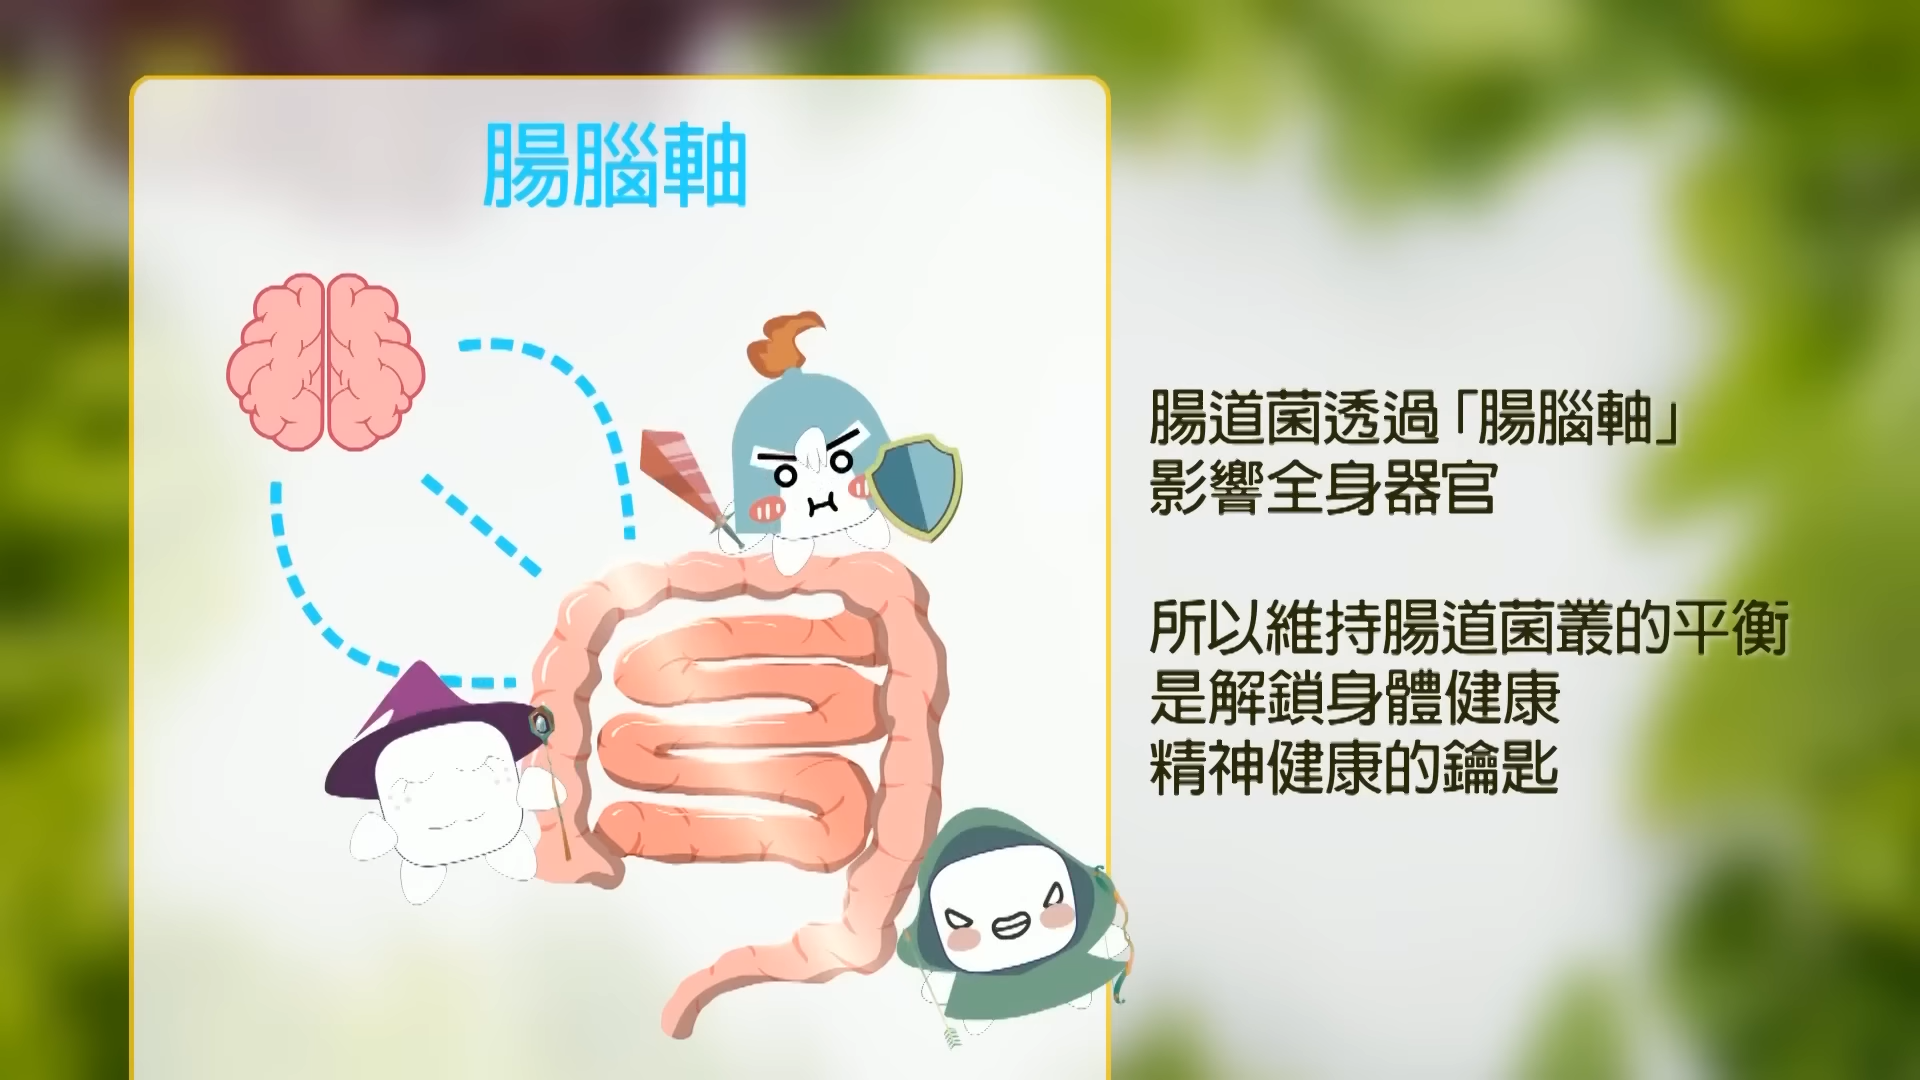 腸腦軸
腸道菌透過「腸腦軸」
影響全身器官
所以維持腸道菌叢的平衡
是解鎖身體健康
精神健康的鑰匙